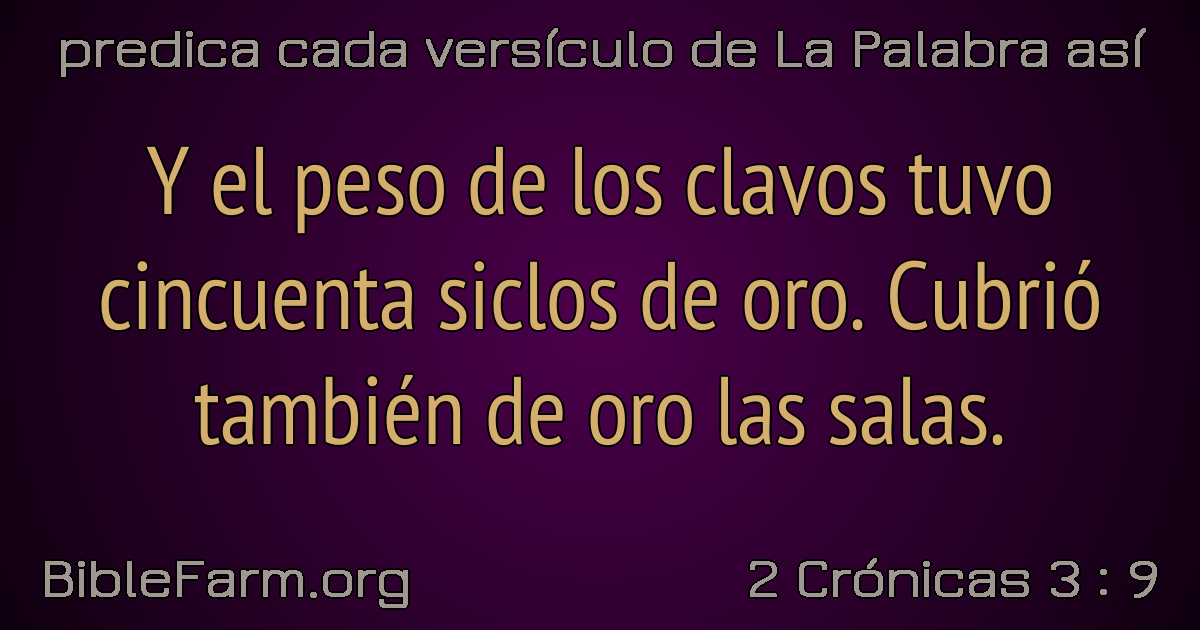 predica cada versículo de La Palabra así
Y el peso de los clavos tuvo
cincuenta siclos de oro. Cubrió
también de oro las salas.
BibleFarm.org
2 Crónicas 3 : 9